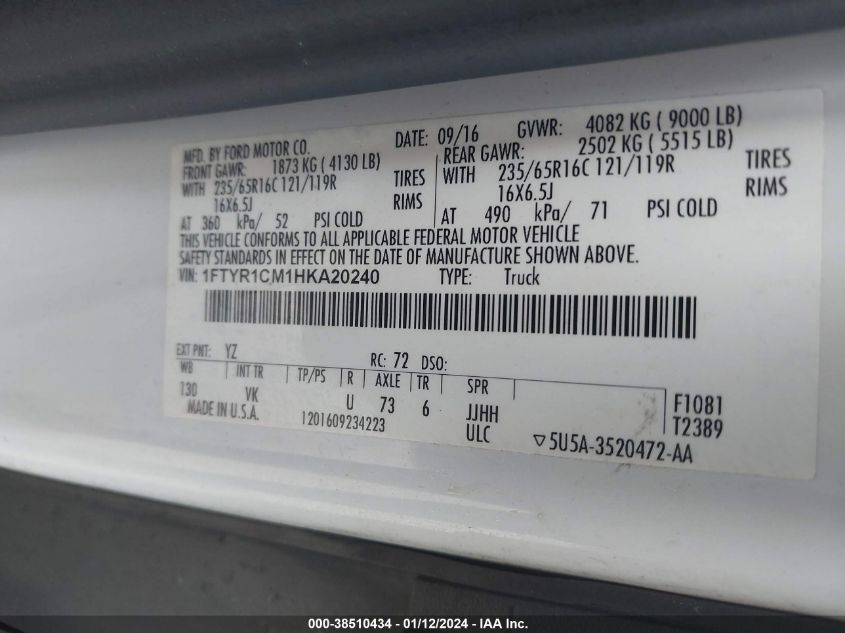 MFD. BY FORD MOTOR CO. DATE: 09/16 GVWR: 4082 KG ( 9000 LB)
FRONT GAWR: 1873 KG ( 4130 LB) REAR GAWR: 2502 KG ( 5515 LB)
WITH 235/65R16C 121/119R TIRES WITH 235/65R16C 121/119R TIRES
16X6.5J RIMS 16X6.5J RIMS
AT 360 kPa/ 52 PSI COLD AT 490 kPa/ 71 PSI COLD
THIS VEHICLE CONFORMS TO ALL APPLICABLE FEDERAL MOTOR VEHICLE
SAFETY STANDARDS IN EFFECT ON THE DATE OF MANUFACTURE SHOWN ABOVE.
VIN: 1FTYR1CM1HKA20240 TYPE: Truck
EXT PNT: YZ RC: 72 DSO:
WB INT TR TP/PS R AXLE TR SPR
130 VK U 73 6 JJHH F1081
MADE IN U.S.A. 1201609234223 ULC T2389
▽5U5A-3520472-AA
000-38510434 - 01/12/2024 - IAA Inc.